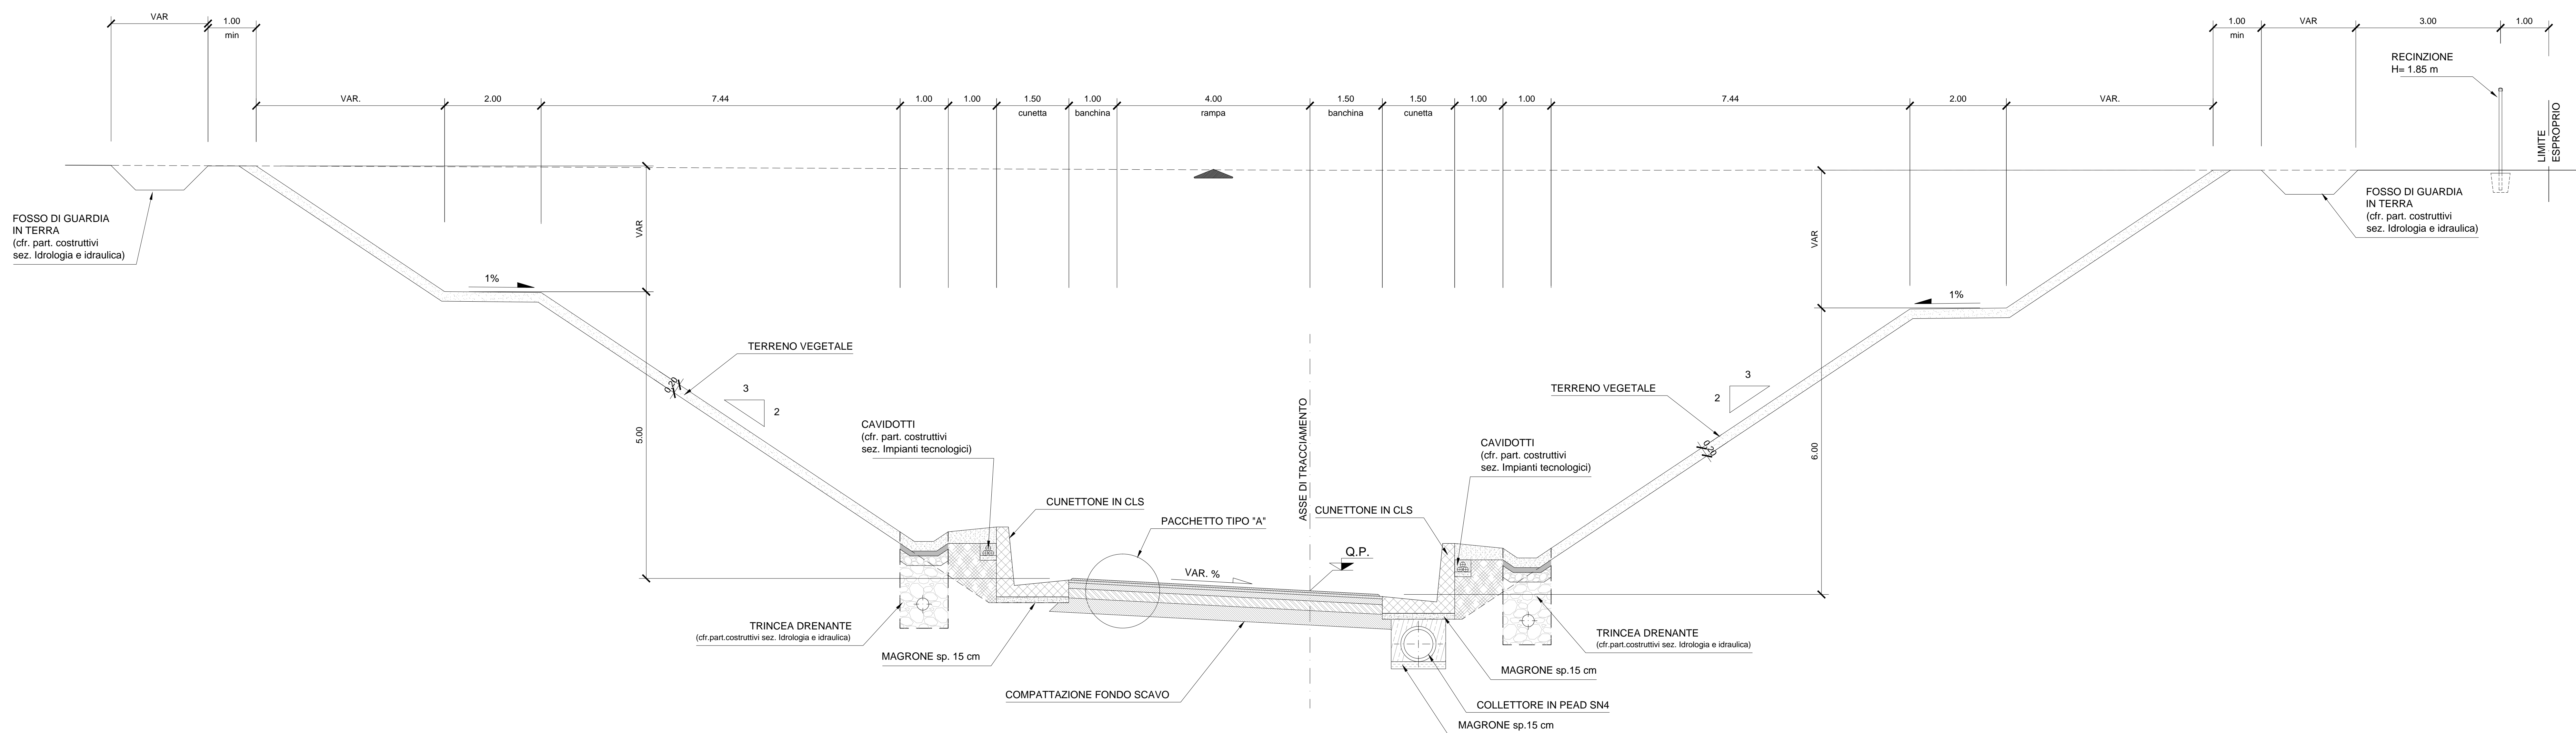 VAR
1.00
min
1.00
min
VAR
3.00
1.00
RECINZIONE
H= 1.85 m
LIMITE
ESPROPRIO
VAR.
2.00
7.44
1.00
1.00
1.50
cunetta
1.00
banchina
4.00
rampa
1.50
banchina
1.50
cunetta
1.00
1.00
7.44
2.00
VAR.
FOSSO DI GUARDIA
IN TERRA
(cfr. part. costruttivi
sez. Idrologia e idraulica)
FOSSO DI GUARDIA
IN TERRA
(cfr. part. costruttivi
sez. Idrologia e idraulica)
VAR
VAR
1%
1%
TERRENO VEGETALE
0.20
3
2
5.00
TERRENO VEGETALE
3
2
0.20
6.00
CAVIDOTTI
(cfr. part. costruttivi
sez. Impianti tecnologici)
CAVIDOTTI
(cfr. part. costruttivi
sez. Impianti tecnologici)
ASSE DI TRACCIAMENTO
CUNETTONE IN CLS
CUNETTONE IN CLS
PACCHETTO TIPO "A"
Q.P.
VAR. %
TRINCEA DRENANTE
(cfr.part.costruttivi sez. Idrologia e idraulica)
MAGRONE sp. 15 cm
COMPATTAZIONE FONDO SCAVO
TRINCEA DRENANTE
(cfr.part.costruttivi sez. Idrologia e idraulica)
MAGRONE sp.15 cm
COLLETTORE IN PEAD SN4
MAGRONE sp.15 cm